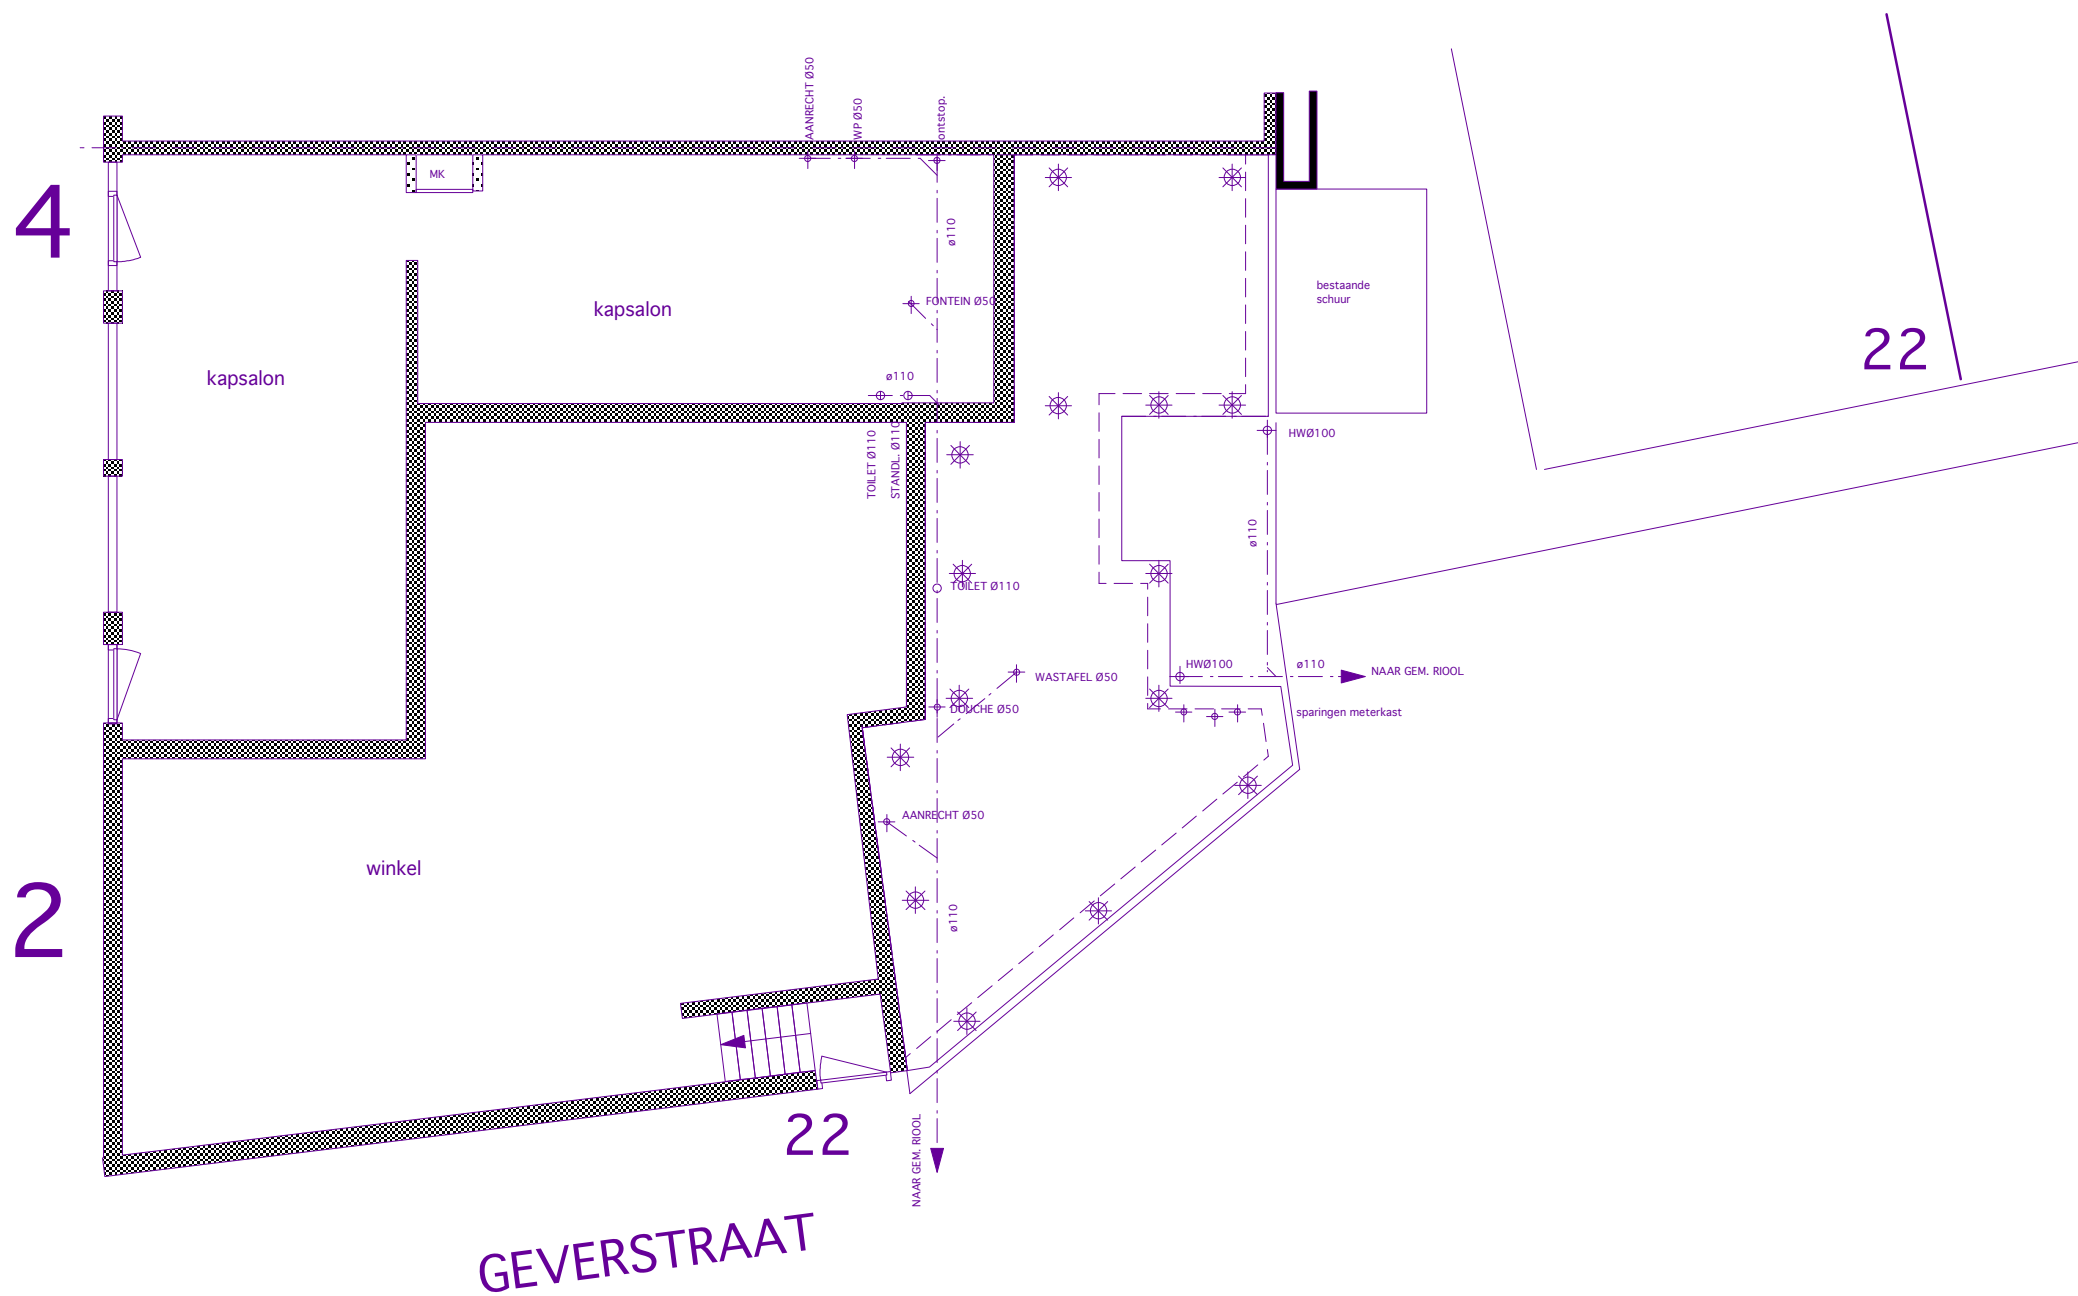 AANRECHT Ø50
WP Ø50
ontstop.
MK
4
ø110
bestaande
schuur
FONTEIN Ø50
kapsalon
22
kapsalon
ø110
HWØ100
TOILET Ø110
STANDL. Ø110
ø110
TOILET Ø110
HWØ100
ø110
NAAR GEM. RIOOL
WASTAFEL Ø50
DOUCHE Ø50
sparingen meterkast
AANRECHT Ø50
winkel
2
ø110
22
NAAR GEM. RIOOL
GEVERSTRAAT